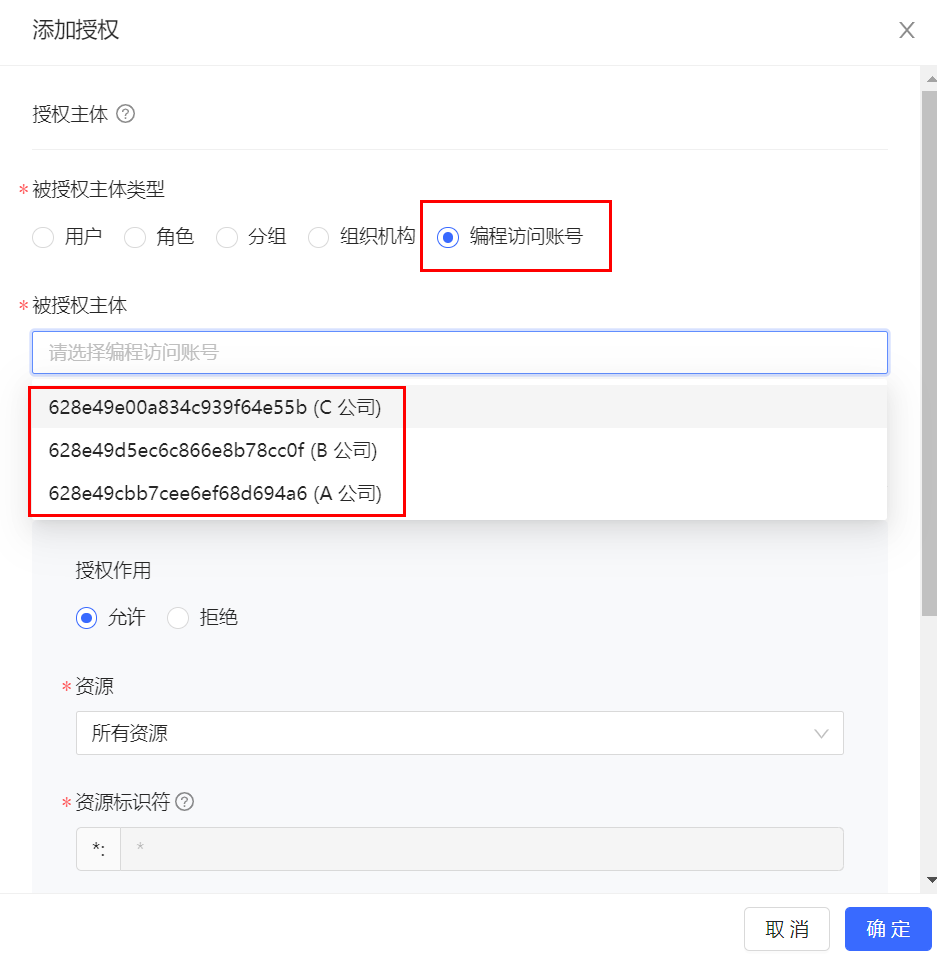 添加授权
授权主体
* 被授权主体类型
用户 角色 分组 组织机构 编程访问账号
* 被授权主体
请选择编程访问账号
628e49e00a834c939f64e55b (C 公司)
628e49d5ec6c866e8b78cc0f (B 公司)
628e49cbb7cee6ef68d694a6 (A 公司)
授权作用
允许 拒绝
* 资源
所有资源
* 资源标识符
*: *
取消 确定